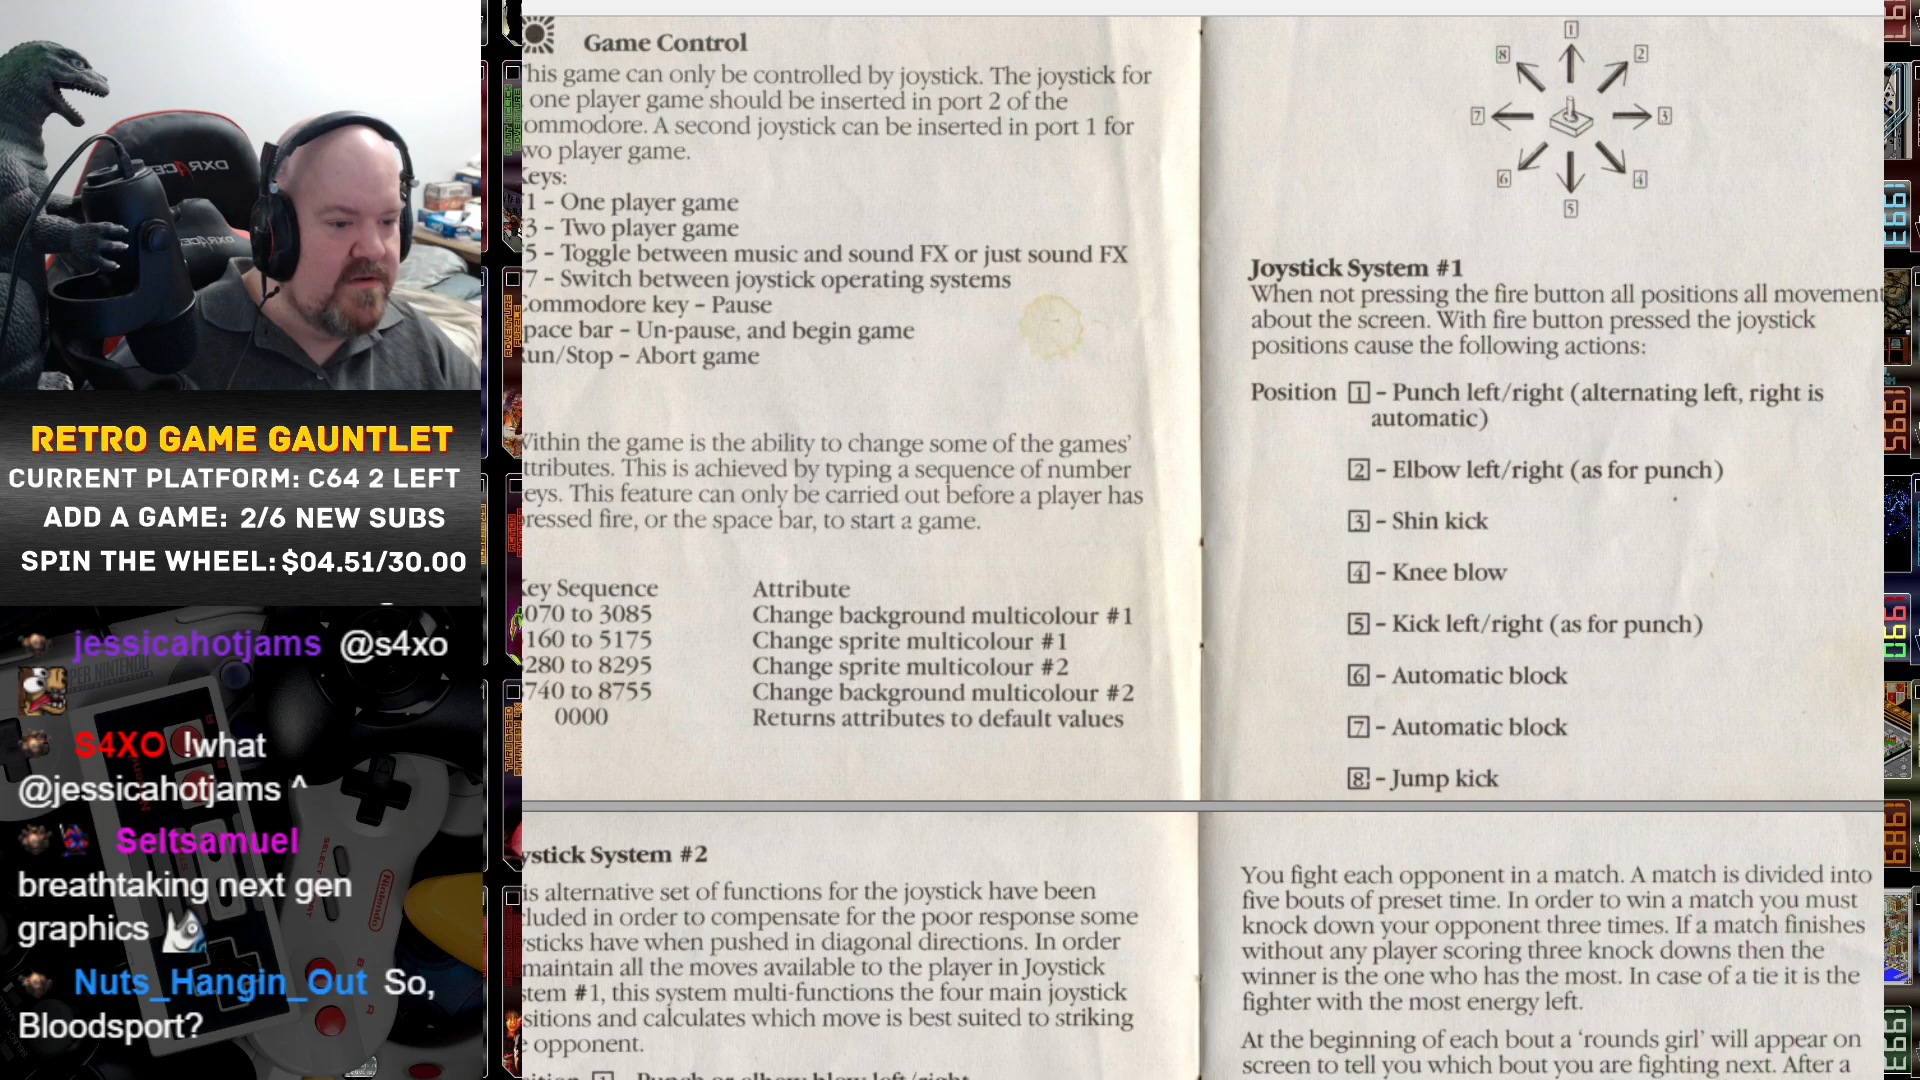 RETRO GAME GAUNTLET
CURRENT PLATFORM: C64 2 LEFT
ADD A GAME: 2/6 NEW SUBS
SPIN THE WHEEL: $04.51/30.00
jessicahotjams @s4xo
S4XO !what
@jessicahotjams ^
Seltsamuel
breathtaking next gen
graphics
Nuts_Hangin_Out So,
Bloodsport?
Game Control
his game can only be controlled by joystick. The joystick for
one player game should be inserted in port 2 of the
ommodore. A second joystick can be inserted in port 1 for
wo player game.
eys:
1 – One player game
3 – Two player game
5 – Toggle between music and sound FX or just sound FX
7 – Switch between joystick operating systems
ommodore key – Pause
pace bar – Un-pause, and begin game
un/Stop – Abort game
ithin the game is the ability to change some of the games'
ttributes. This is achieved by typing a sequence of number
eys. This feature can only be carried out before a player has
ressed fire, or the space bar, to start a game.
ey Sequence Attribute
070 to 3085 Change background multicolour #1
160 to 5175 Change sprite multicolour #1
280 to 8295 Change sprite multicolour #2
740 to 8755 Change background multicolour #2
0000 Returns attributes to default values
1
8 2
7 3
6 4
5
Joystick System #1
When not pressing the fire button all positions all movement
about the screen. With fire button pressed the joystick
positions cause the following actions:
Position 1 – Punch left/right (alternating left, right is
automatic)
2 – Elbow left/right (as for punch)
3 – Shin kick
4 – Knee blow
5 – Kick left/right (as for punch)
6 – Automatic block
7 – Automatic block
8 – Jump kick
ystick System #2
is alternative set of functions for the joystick have been
luded in order to compensate for the poor response some
sticks have when pushed in diagonal directions. In order
maintain all the moves available to the player in Joystick
stem #1, this system multi-functions the four main joystick
sitions and calculates which move is best suited to striking
e opponent.
1 – Punch or elbow blow left/right
You fight each opponent in a match. A match is divided into
five bouts of preset time. In order to win a match you must
knock down your opponent three times. If a match finishes
without any player scoring three knock downs then the
winner is the one who has the most. In case of a tie it is the
fighter with the most energy left.
At the beginning of each bout a 'rounds girl' will appear on
screen to tell you which bout you are fighting next. After a